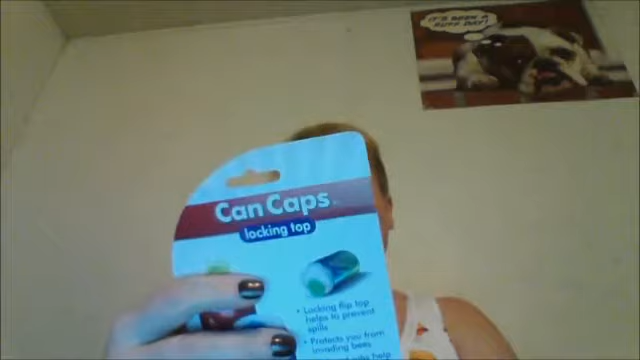 IT'S BEEN A
RUFF DAY!
Can Caps
locking top
• Locking flip top
helps to prevent
spills
• Protects you from
invading bees
help